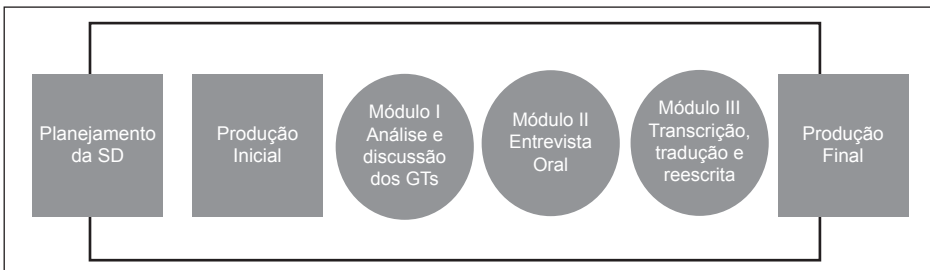 Planejamento
da SD
Produção
Inicial
Módulo I
Análise e
discussão
dos GTs
Módulo II
Entrevista
Oral
Módulo III
Transcrição,
tradução e
reescrita
Produção
Final